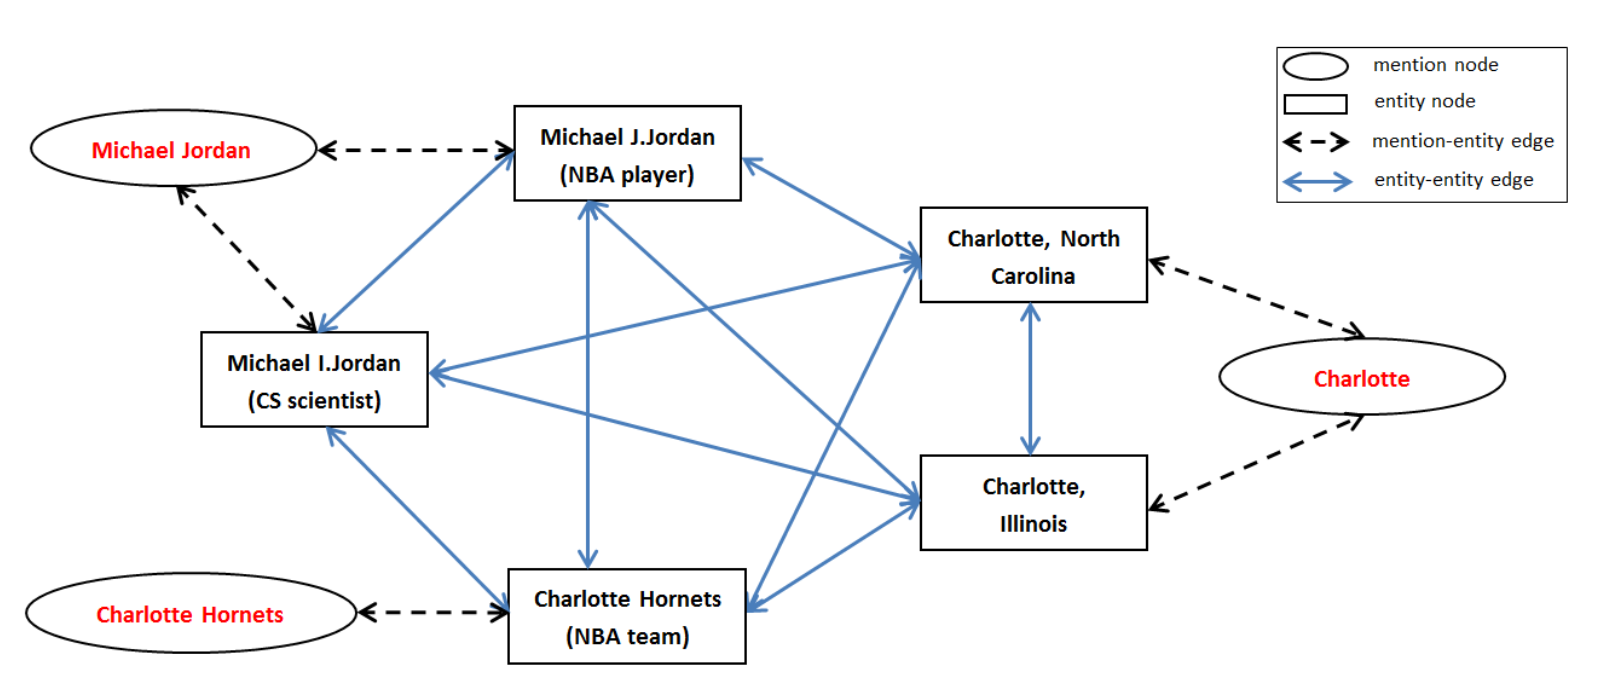 mention node
entity node
mention-entity edge
entity-entity edge
Michael Jordan
Michael J.Jordan
(NBA player)
Charlotte, North
Carolina
Michael I.Jordan
(CS scientist)
Charlotte
Charlotte,
Illinois
Charlotte Hornets
Charlotte Hornets
(NBA team)